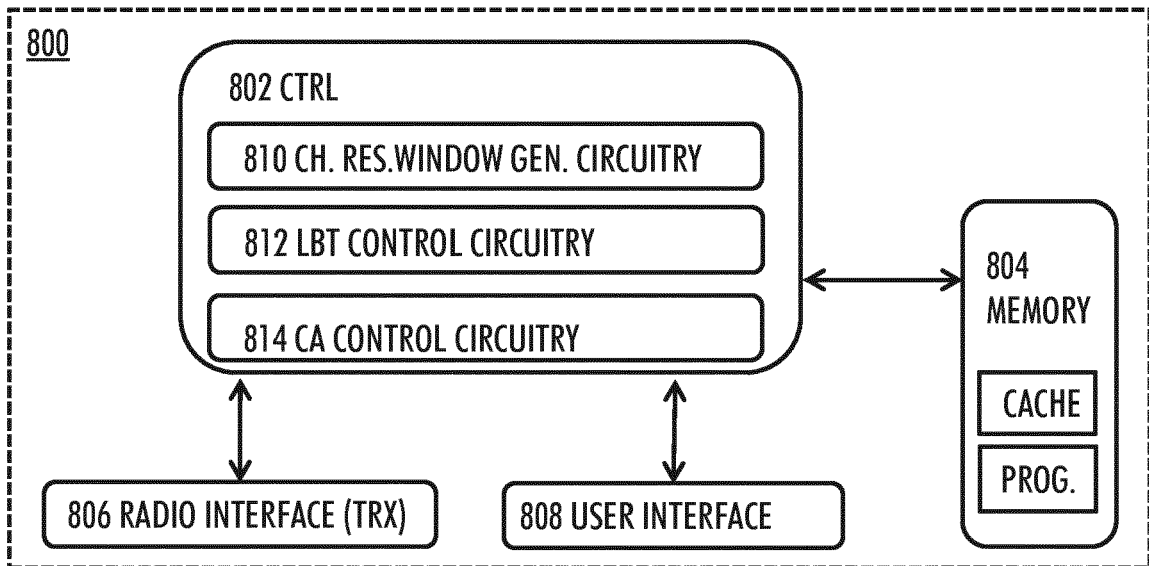 800
802 CTRL
810 CH. RES.WINDOW GEN. CIRCUITRY
812 LBT CONTROL CIRCUITRY
814 CA CONTROL CIRCUITRY
804
MEMORY
CACHE
PROG.
806 RADIO INTERFACE (TRX)
808 USER INTERFACE